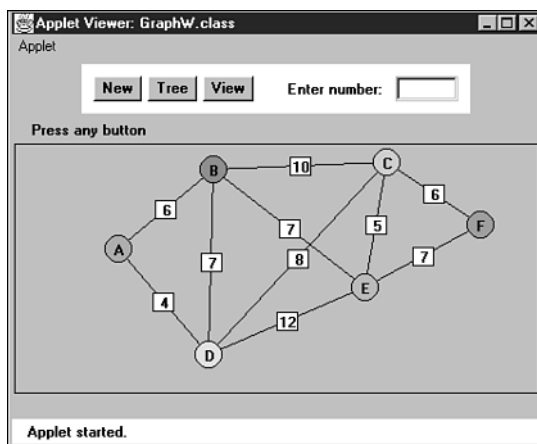 Applet Viewer: GraphW.class
Applet
New Tree View Enter number:
Press any button
B 10 C
6 6
7 5 F
A 7 8 7
E
4 12
D
Applet started.